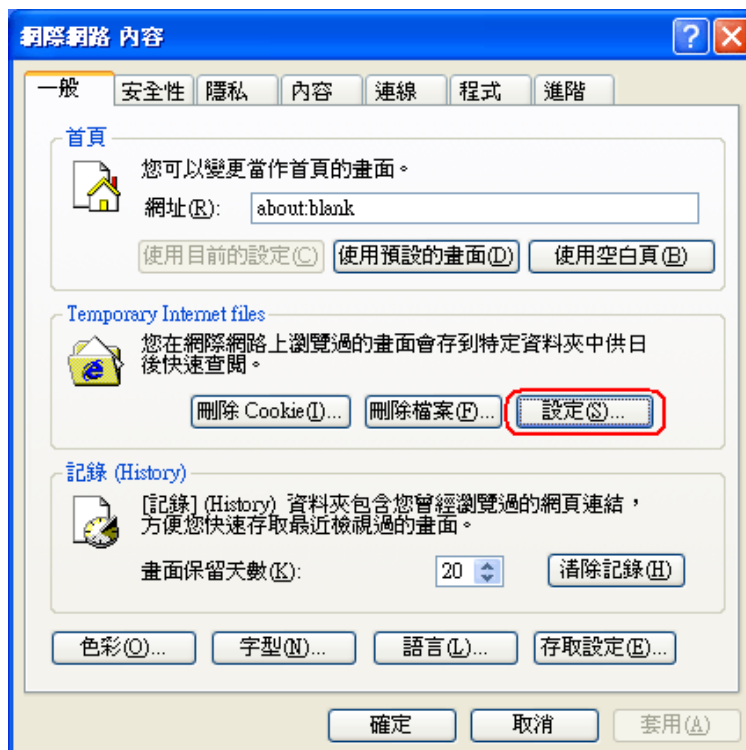 網際網路 內容
一般 安全性 隱私 內容 連線 程式 進階
首頁
您可以變更當作首頁的畫面。
網址(R): about:blank
使用目前的設定(C) 使用預設的畫面(D) 使用空白頁(B)
Temporary Internet files
您在網際網路上瀏覽過的畫面會存到特定資料夾中供日
後快速查閱。
刪除 Cookie(I)... 刪除檔案(F)... 設定(S)...
記錄 (History)
[記錄] (History) 資料夾包含您曾經瀏覽過的網頁連結，
方便您快速存取最近檢視過的畫面。
畫面保留天數(K): 20 清除記錄(H)
色彩(O)... 字型(N)... 語言(L)... 存取設定(E)...
確定 取消 套用(A)